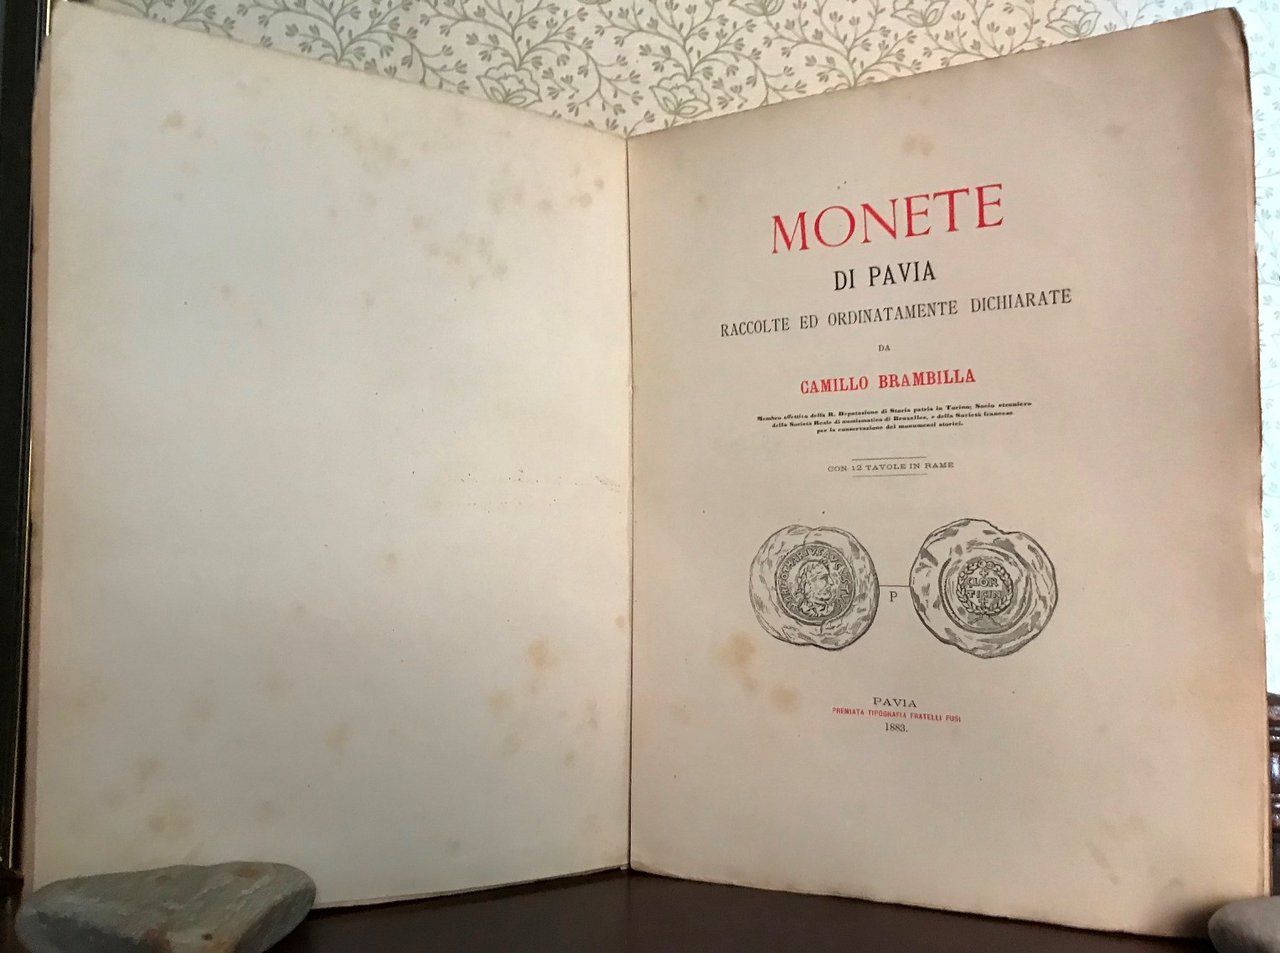 MONETE
DI PAVIA
RACCOLTE ED ORDINATAMENTE DICHIARATE
DA
CAMILLO BRAMBILLA
Membro effettivo della R. Deputazione di Storia patria in Torino; Socio straniero
della Società Reale di numismatica di Bruxelles, e della Società francese
per la conservazione dei monumenti storici.
CON 12 TAVOLE IN RAME
P
FLOR
TICIN
PAVIA
PREMIATA TIPOGRAFIA FRATELLI FUSI
1883.